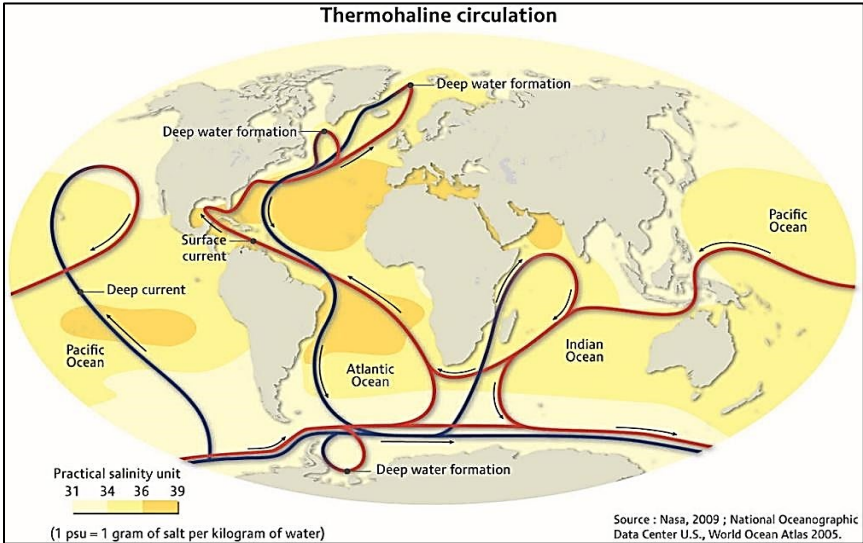 Thermohaline circulation
Deep water formation
Deep water formation
Surface
current
Deep current
Pacific
Ocean
Pacific
Ocean
Atlantic
Ocean
Indian
Ocean
Deep water formation
Practical salinity unit
31 34 36 39
(1 psu = 1 gram of salt per kilogram of water)
Source : Nasa, 2009 ; National Oceanographic
Data Center U.S., World Ocean Atlas 2005.